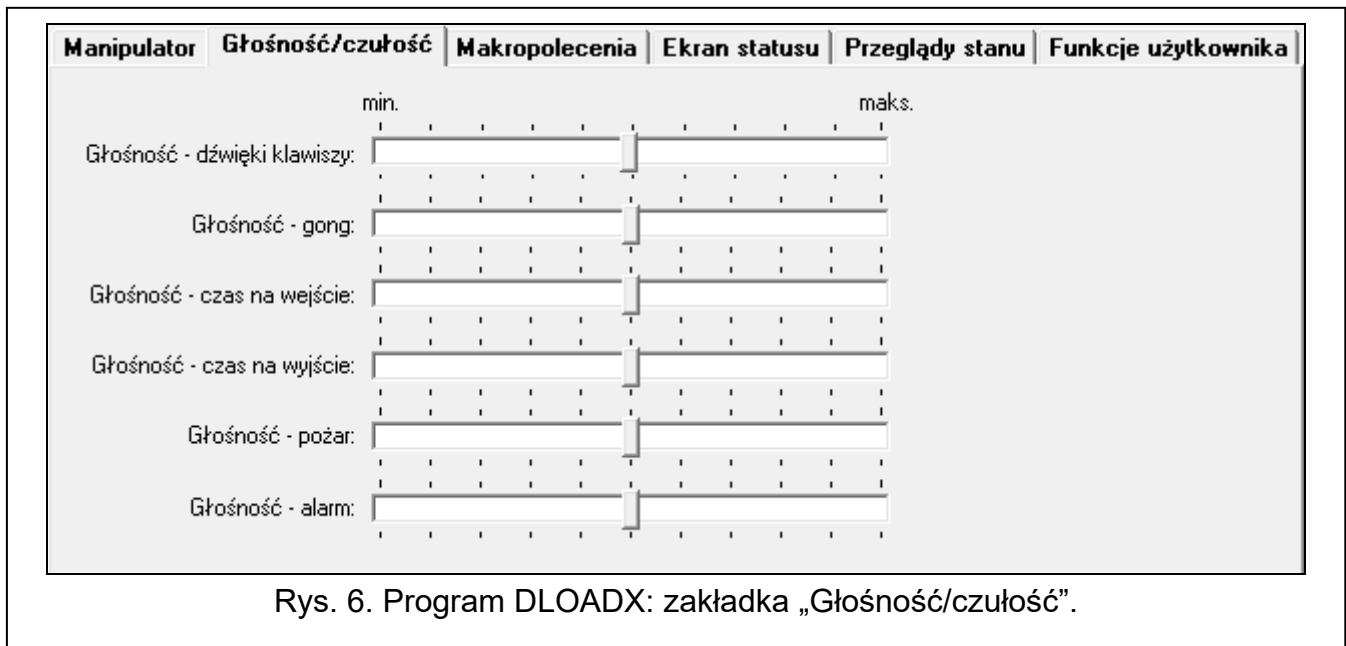 Manipulator Głośność/czułość Makropolecenia Ekran statusu Przeglądy stanu Funkcje użytkownika
min. maks.
Głośność - dźwięki klawiszy:
Głośność - gong:
Głośność - czas na wejście:
Głośność - czas na wyjście:
Głośność - pożar:
Głośność - alarm:
Rys. 6. Program DLOADX: zakładka „Głośność/czułość”.